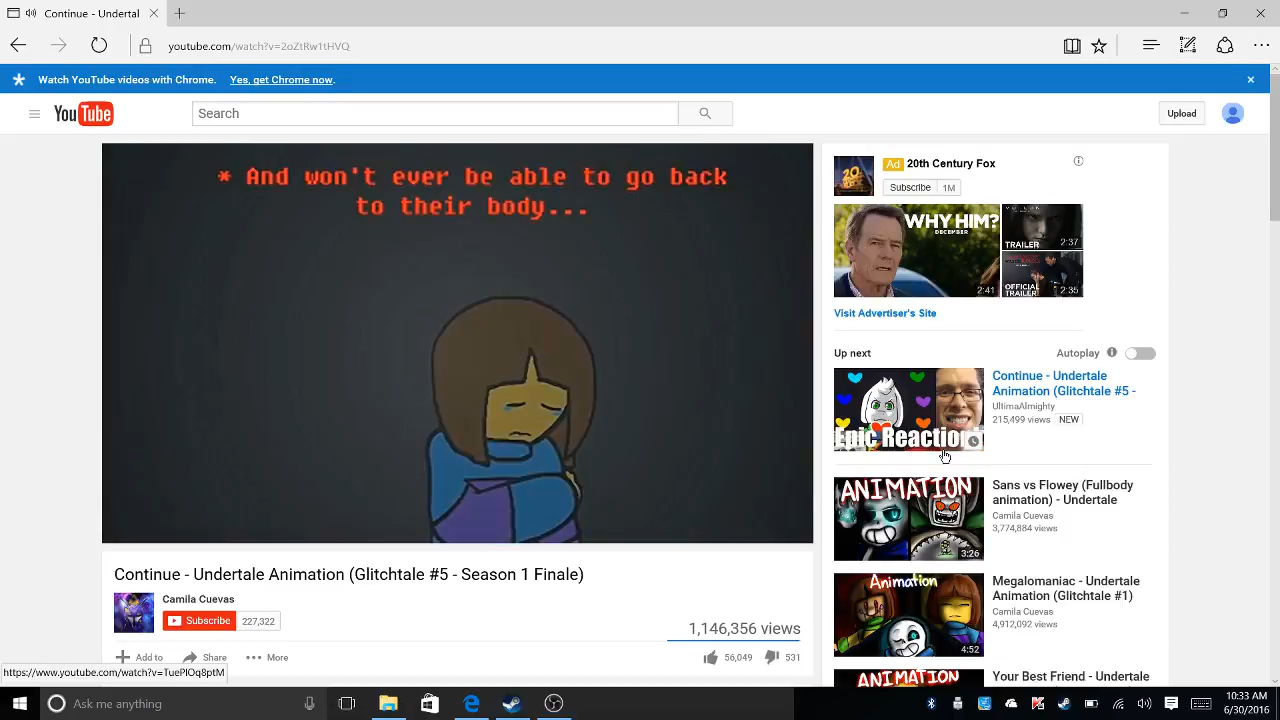 Continue - Undertal
youtube.com/watch?v=2oZtRw1tHVQ
Watch YouTube videos with Chrome. Yes, get Chrome now.
YouTube
Search
Upload
* And won't ever be able to go back
to their body...
Ad 20th Century Fox
Subscribe 1M
WHY HIM?
DECEMBER
2:41
TRAILER 2:37
OFFICIAL
TRAILER 2:35
Visit Advertiser's Site
Up next
Autoplay
Epic Reaction!
Continue - Undertale
Animation (Glitchtale #5 -
UltimaAlmighty
215,499 views NEW
ANIMATION
3:26
Sans vs Flowey (Fullbody
animation) - Undertale
Camila Cuevas
3,774,884 views
Animation
4:52
Megalomaniac - Undertale
Animation (Glitchtale #1)
Camila Cuevas
4,912,092 views
ANIMATION
Your Best Friend - Undertale
Continue - Undertale Animation (Glitchtale #5 - Season 1 Finale)
Camila Cuevas
Subscribe 227,322
1,146,356 views
Add to Share More
56,049 531
https://www.youtube.com/watch?v=TuePlOq8ptM
Ask me anything
10:33 AM
6/30/2016